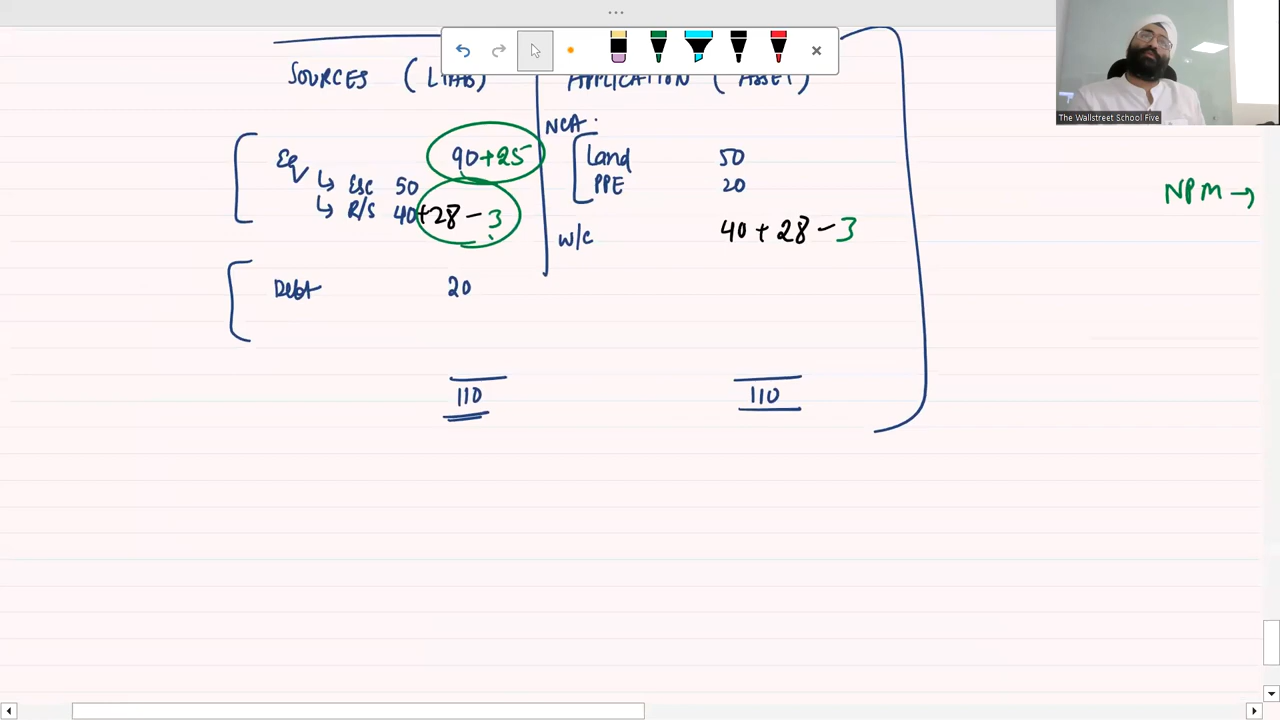 SOURCES (LIAB)
APPLICATION (ASSET)
The Wallstreet School Five
NCA.
Eq 90+25
↳ Esc 50
↳ R/S 40+28-3
Debt 20
110
Land 50
PPE 20
W/C 40+28-3
110
NPM →